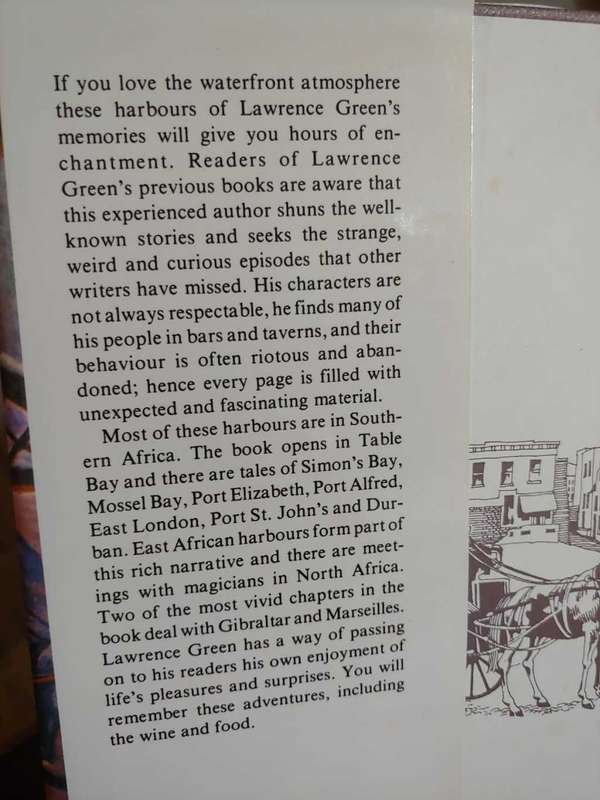 If you love the waterfront atmosphere
these harbours of Lawrence Green's
memories will give you hours of en-
chantment. Readers of Lawrence
Green's previous books are aware that
this experienced author shuns the well-
known stories and seeks the strange,
weird and curious episodes that other
writers have missed. His characters are
not always respectable, he finds many of
his people in bars and taverns, and their
behaviour is often riotous and aban-
doned; hence every page is filled with
unexpected and fascinating material.
Most of these harbours are in South-
ern Africa. The book opens in Table
Bay and there are tales of Simon's Bay,
Mossel Bay, Port Elizabeth, Port Alfred,
East London, Port St. John's and Dur-
ban. East African harbours form part of
this rich narrative and there are meet-
ings with magicians in North Africa.
Two of the most vivid chapters in the
book deal with Gibraltar and Marseilles.
Lawrence Green has a way of passing
on to his readers his own enjoyment of
life's pleasures and surprises. You will
remember these adventures, including
the wine and food.